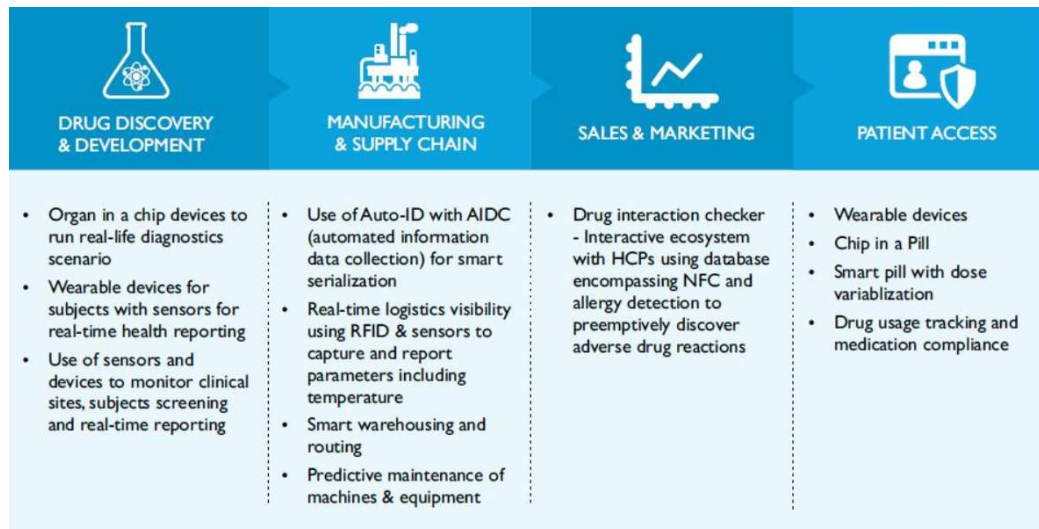 DRUG DISCOVERY
& DEVELOPMENT
MANUFACTURING
& SUPPLY CHAIN
SALES & MARKETING
PATIENT ACCESS
• Organ in a chip devices to
run real-life diagnostics
scenario
• Wearable devices for
subjects with sensors for
real-time health reporting
• Use of sensors and
devices to monitor clinical
sites, subjects screening
and real-time reporting
• Use of Auto-ID with AIDC
(automated information
data collection) for smart
serialization
• Real-time logistics visibility
using RFID & sensors to
capture and report
parameters including
temperature
• Smart warehousing and
routing
• Predictive maintenance of
machines & equipment
• Drug interaction checker
- Interactive ecosystem
with HCPs using database
encompassing NFC and
allergy detection to
preemptively discover
adverse drug reactions
• Wearable devices
• Chip in a Pill
• Smart pill with dose
variablization
• Drug usage tracking and
medication compliance